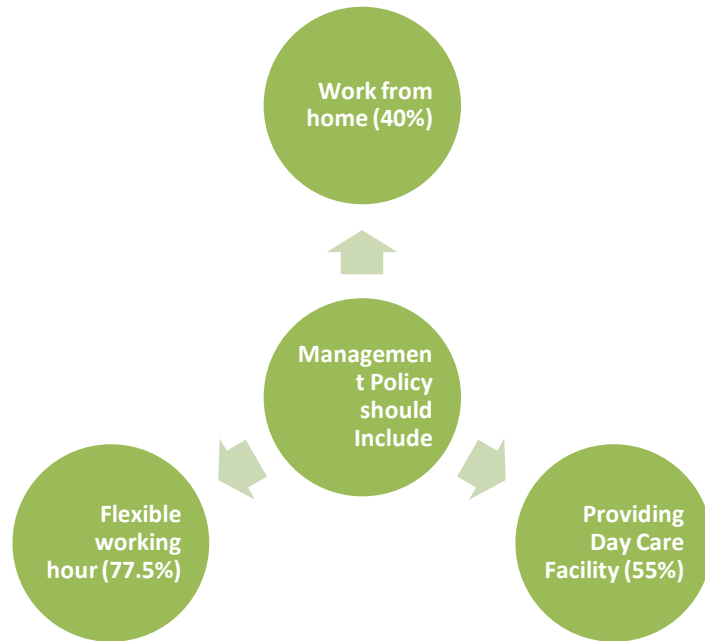 Work from
home (40%)
Managemen
t Policy
should
Include
Flexible
working
hour (77.5%)
Providing
Day Care
Facility (55%)